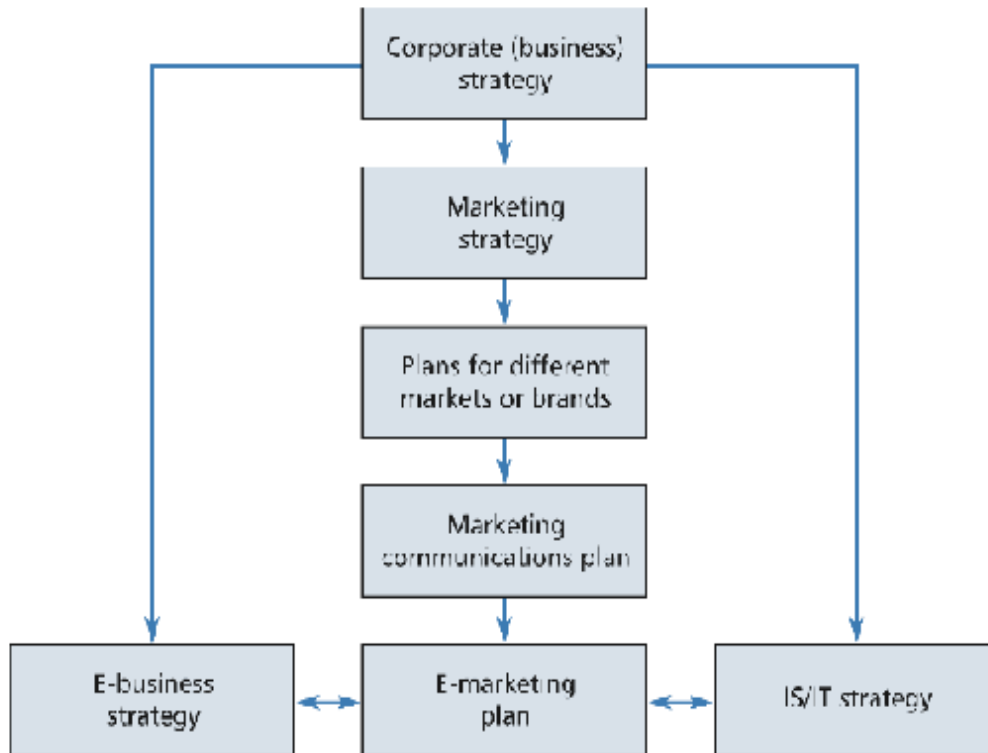 Corporate (business)
strategy
Marketing
strategy
Plans for different
markets or brands
Marketing
communications plan
E-business
strategy
E-marketing
plan
IS/IT strategy